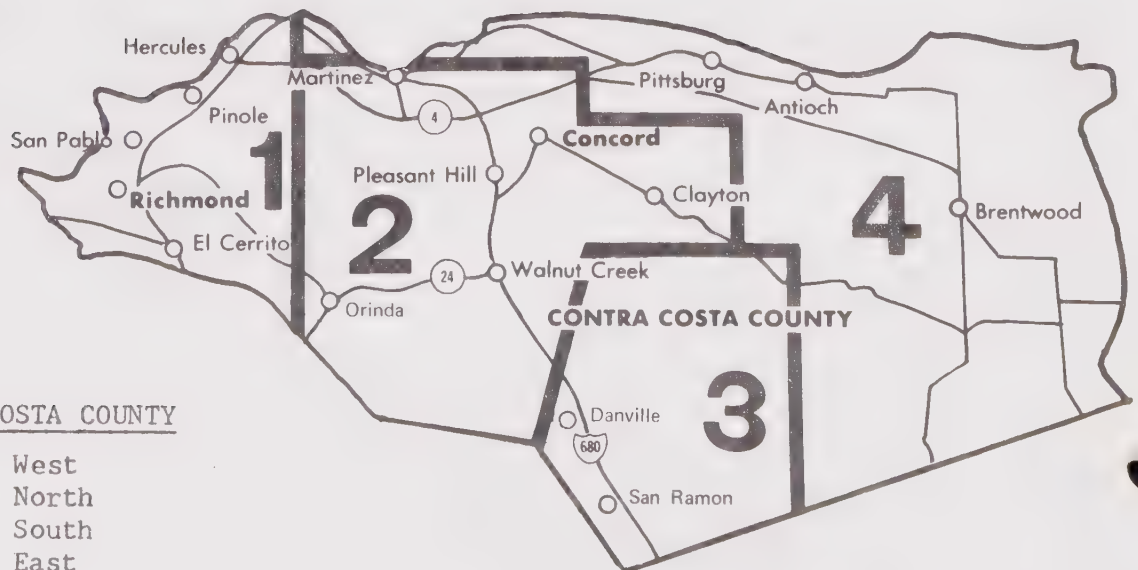 Hercules
Martinez
Pinole
San Pablo
Richmond
El Cerrito
1
2
4
Pleasant Hill
Concord
Clayton
24
Walnut Creek
Orinda
Pittsburg
Antioch
4
Brentwood
CONTRA COSTA COUNTY
3
Danville
680
San Ramon
OSTA COUNTY
West
North
South
East